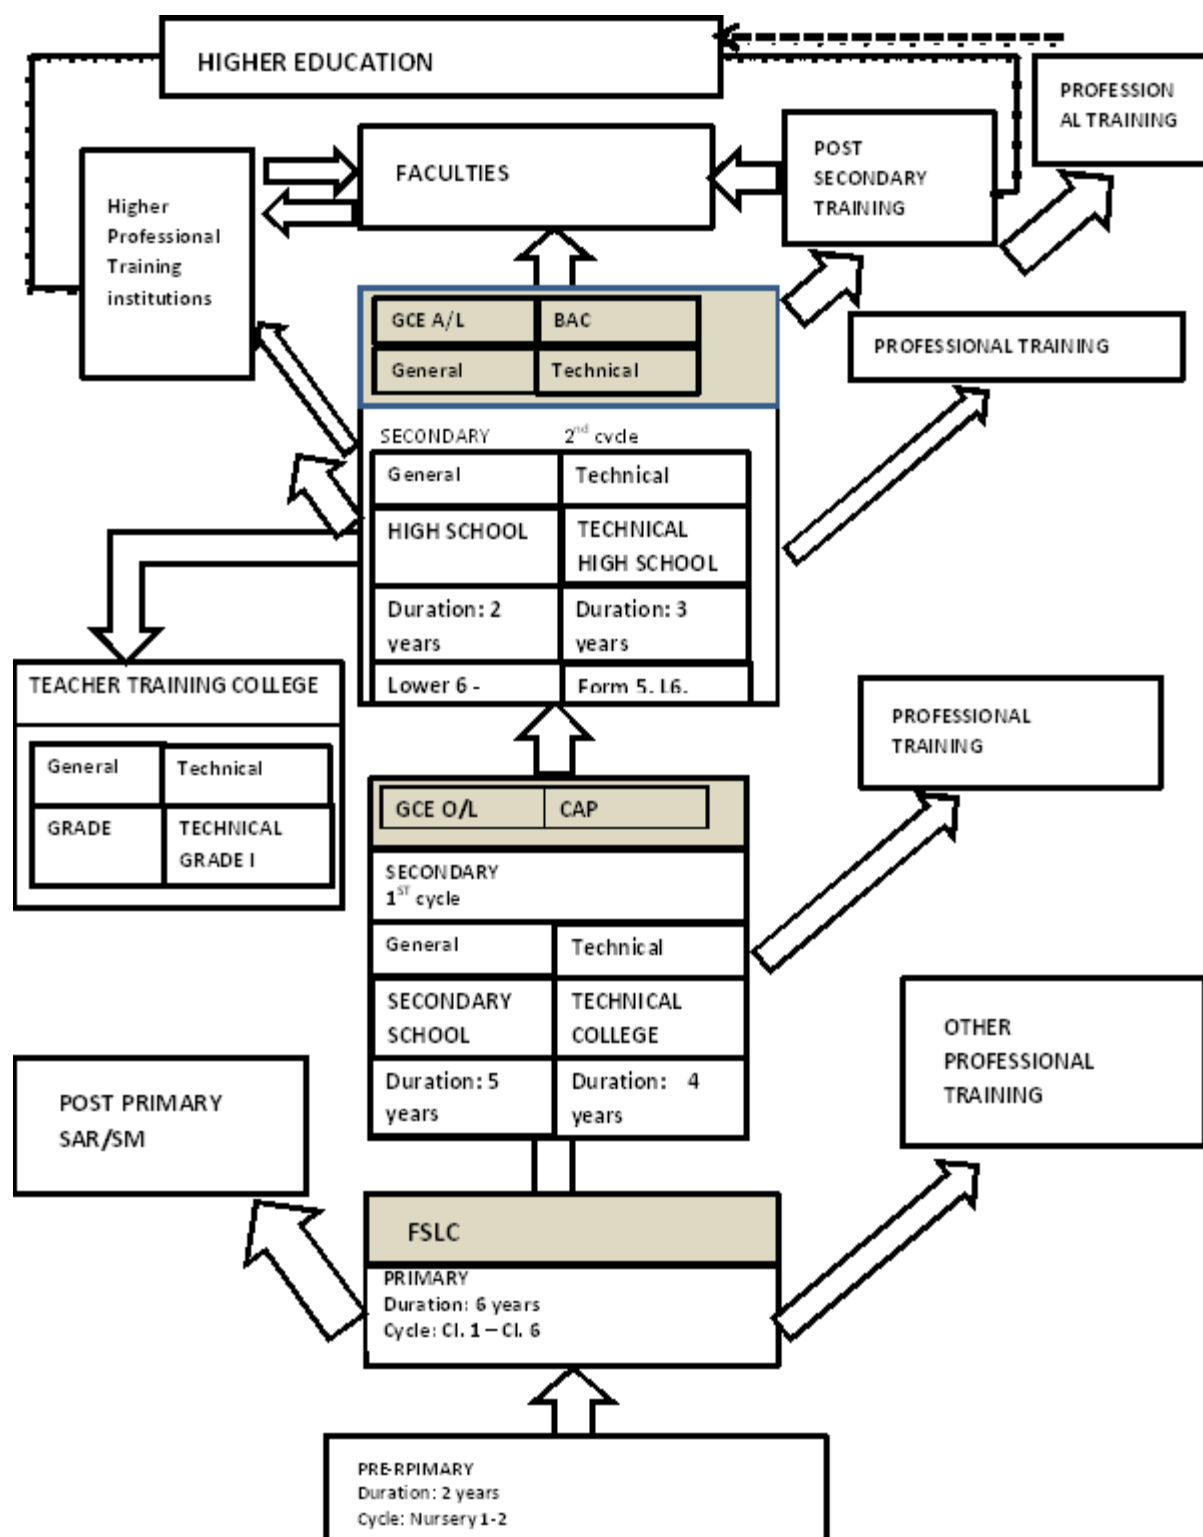 HIGHER EDUCATION
PROFESSION
AL TRAINING
POST
SECONDARY
TRAINING
FACULTIES
Higher
Professional
Training
institutions
GCE A/L BAC
General Technical
PROFESSIONAL TRAINING
SECONDARY 2nd cycle
General Technical
HIGH SCHOOL
TECHNICAL
HIGH SCHOOL
Duration: 2
years
Duration: 3
years
Lower 6 -
Form 5, L6,
TEACHER TRAINING COLLEGE
General Technical
GRADE
TECHNICAL
GRADE I
PROFESSIONAL
TRAINING
GCE O/L CAP
SECONDARY
1ST cycle
General Technical
SECONDARY
SCHOOL
TECHNICAL
COLLEGE
Duration: 5
years
Duration: 4
years
OTHER
PROFESSIONAL
TRAINING
POST PRIMARY
SAR/SM
FSLC
PRIMARY
Duration: 6 years
Cycle: Cl. 1 – Cl. 6
PRE-RPIMARY
Duration: 2 years
Cycle: Nursery 1-2